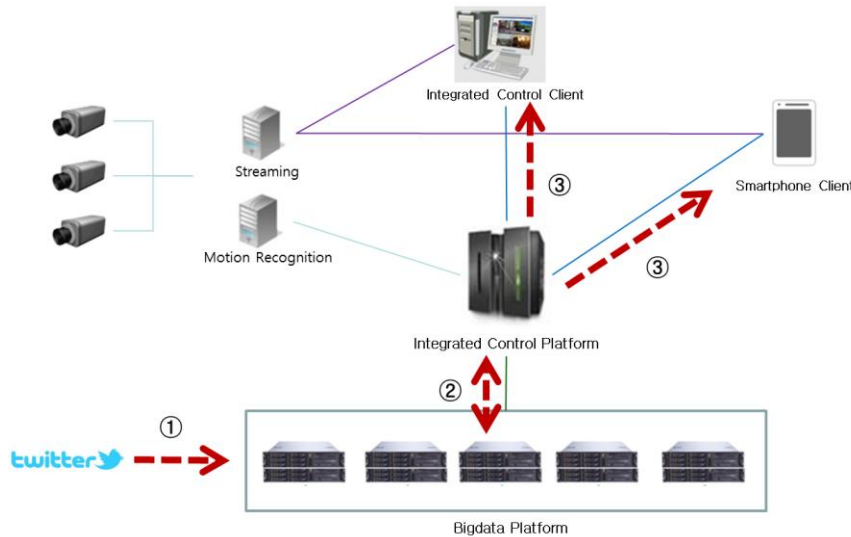 Integrated Control Client
Streaming
③
Smartphone Client
Motion Recognition
③
Integrated Control Platform
②
①
twitter
Bigdata Platform